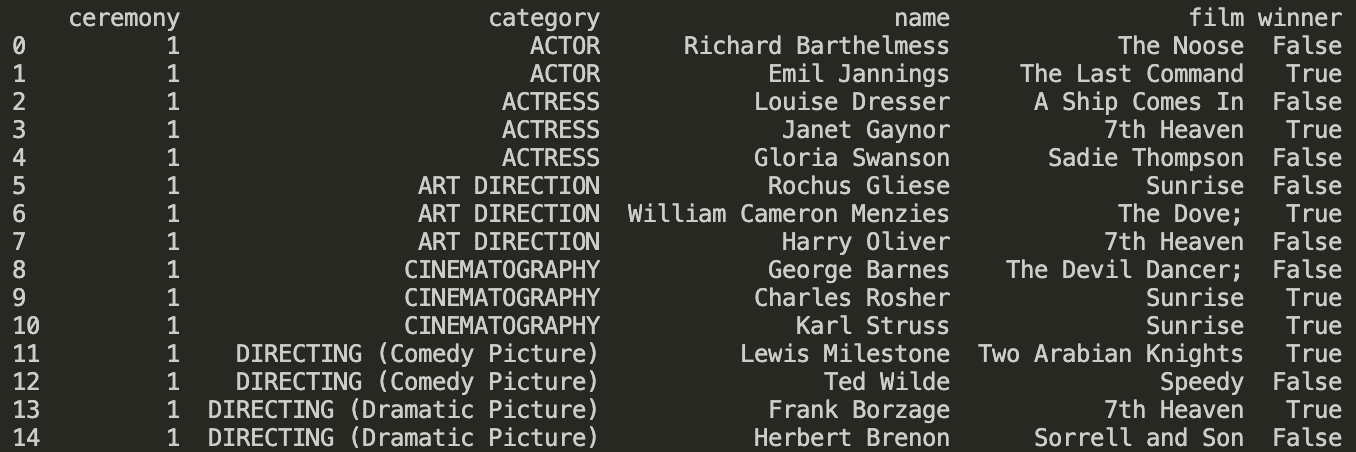 ceremony category name film winner
0 1 ACTOR Richard Barthelmess The Noose False
1 1 ACTOR Emil Jannings The Last Command True
2 1 ACTRESS Louise Dresser A Ship Comes In False
3 1 ACTRESS Janet Gaynor 7th Heaven True
4 1 ACTRESS Gloria Swanson Sadie Thompson False
5 1 ART DIRECTION Rochus Gliese Sunrise False
6 1 ART DIRECTION William Cameron Menzies The Dove; True
7 1 ART DIRECTION Harry Oliver 7th Heaven False
8 1 CINEMATOGRAPHY George Barnes The Devil Dancer; False
9 1 CINEMATOGRAPHY Charles Rosher Sunrise True
10 1 CINEMATOGRAPHY Karl Struss Sunrise True
11 1 DIRECTING (Comedy Picture) Lewis Milestone Two Arabian Knights True
12 1 DIRECTING (Comedy Picture) Ted Wilde Speedy False
13 1 DIRECTING (Dramatic Picture) Frank Borzage 7th Heaven True
14 1 DIRECTING (Dramatic Picture) Herbert Brenon Sorrell and Son False